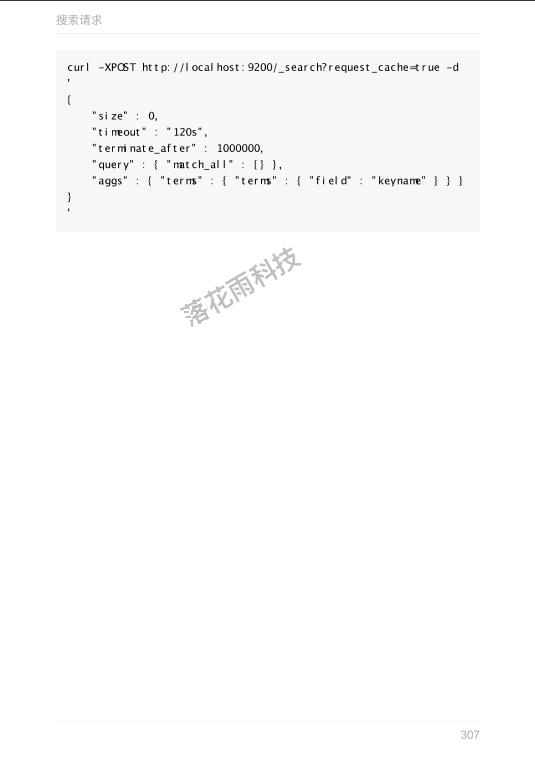 搜索请求
curl -XPOST http://localhost:9200/_search?request_cache=true -d
'
{
    "size" : 0,
    "timeout" : "120s",
    "terminate_after" : 1000000,
    "query" : { "match_all" : {} },
    "aggs" : { "terms" : { "terms" : { "field" : "keyname" } } }
}
'
落花雨科技
307